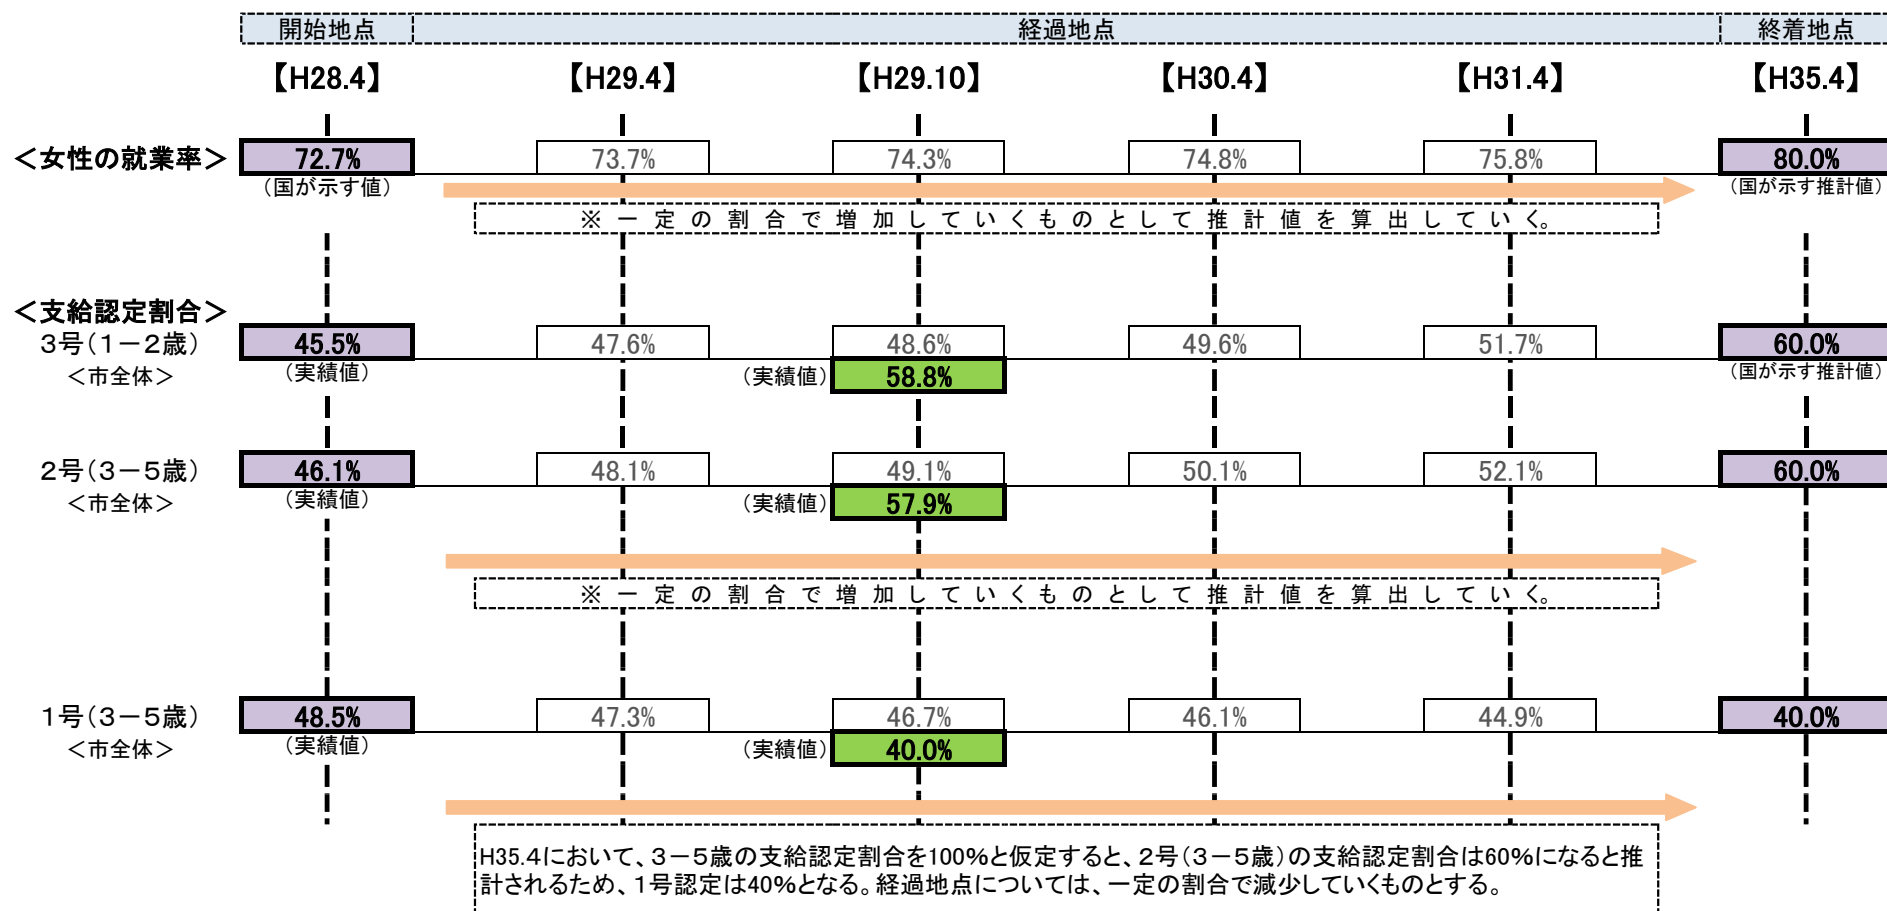 開始地点 経過地点 終着地点
【H28.4】 【H29.4】 【H29.10】 【H30.4】 【H31.4】 【H35.4】
＜女性の就業率＞ 72.7% 73.7% 74.3% 74.8% 75.8% 80.0%
（国が示す値） （国が示す推計値）
※一定の割合で増加していくものとして推計値を算出していく。
＜支給認定割合＞
３号（１－２歳） 45.5% 47.6% 48.6% 49.6% 51.7% 60.0%
＜市全体＞ （実績値） （実績値） 58.8% （国が示す推計値）
２号（３－５歳） 46.1% 48.1% 49.1% 50.1% 52.1% 60.0%
＜市全体＞ （実績値） （実績値） 57.9%
※一定の割合で増加していくものとして推計値を算出していく。
１号（３－５歳） 48.5% 47.3% 46.7% 46.1% 44.9% 40.0%
＜市全体＞ （実績値） （実績値） 40.0%
H35.4において、３－５歳の支給認定割合を100%と仮定すると、２号（３－５歳）の支給認定割合は60%になると推
計されるため、１号認定は40%となる。経過地点については、一定の割合で減少していくものとする。